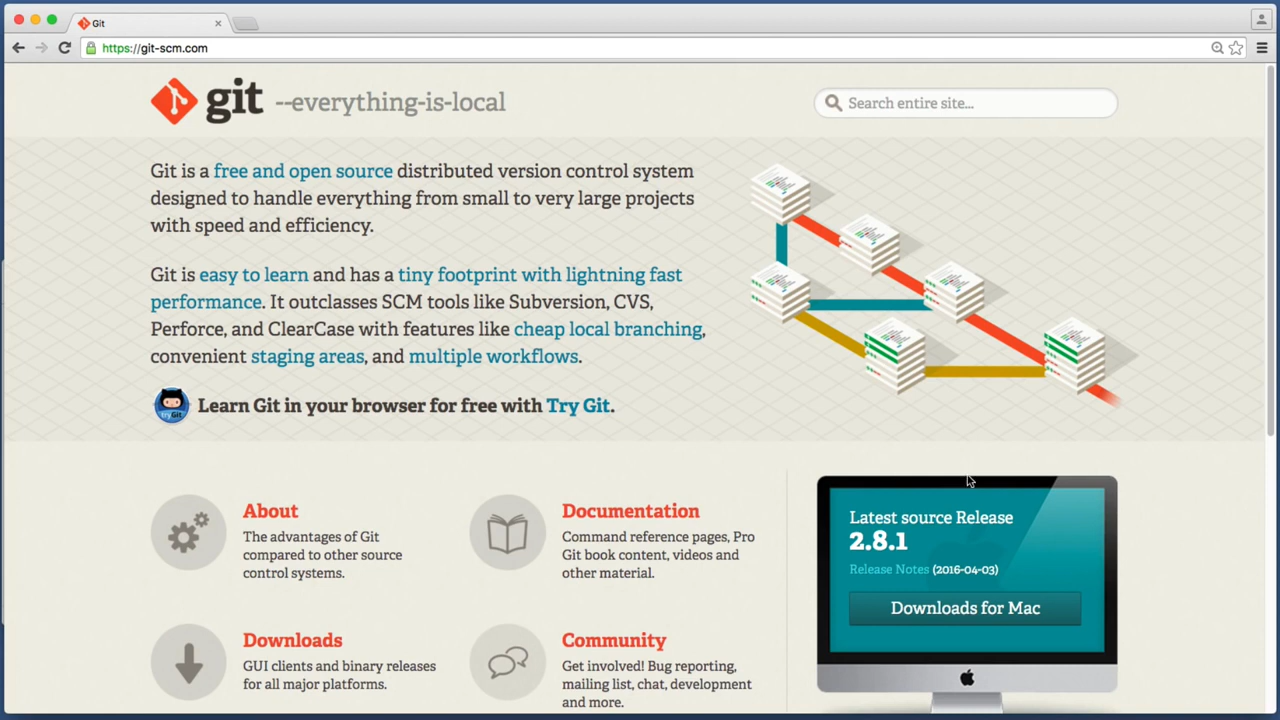 Git
https://git-scm.com
git --everything-is-local
Search entire site...
Git is a free and open source distributed version control system
designed to handle everything from small to very large projects
with speed and efficiency.
Git is easy to learn and has a tiny footprint with lightning fast
performance. It outclasses SCM tools like Subversion, CVS,
Perforce, and ClearCase with features like cheap local branching,
convenient staging areas, and multiple workflows.
tryGit
Learn Git in your browser for free with Try Git.
About
The advantages of Git
compared to other source
control systems.
Documentation
Command reference pages, Pro
Git book content, videos and
other material.
Downloads
GUI clients and binary releases
for all major platforms.
Community
Get involved! Bug reporting,
mailing list, chat, development
and more.
Latest source Release
2.8.1
Release Notes (2016-04-03)
Downloads for Mac